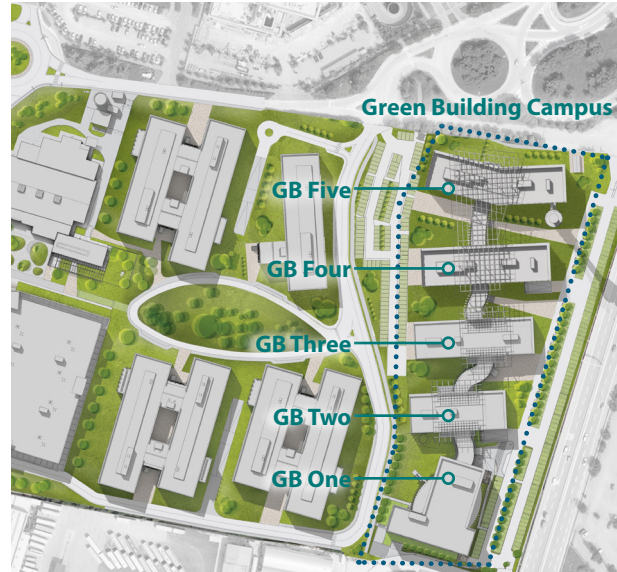 Green Building Campus
GB Five
GB Four
GB Three
GB Two
GB One